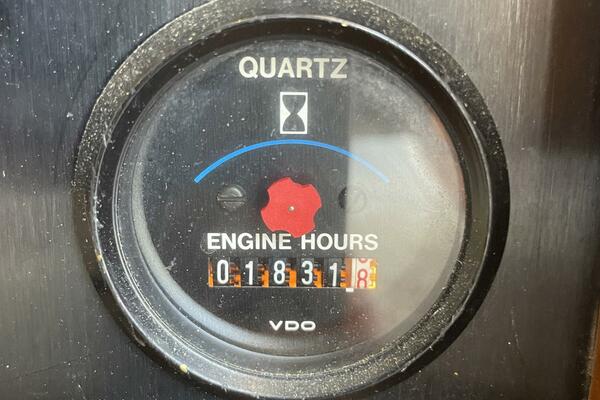 QUARTZ
ENGINE HOURS
018318
VDO